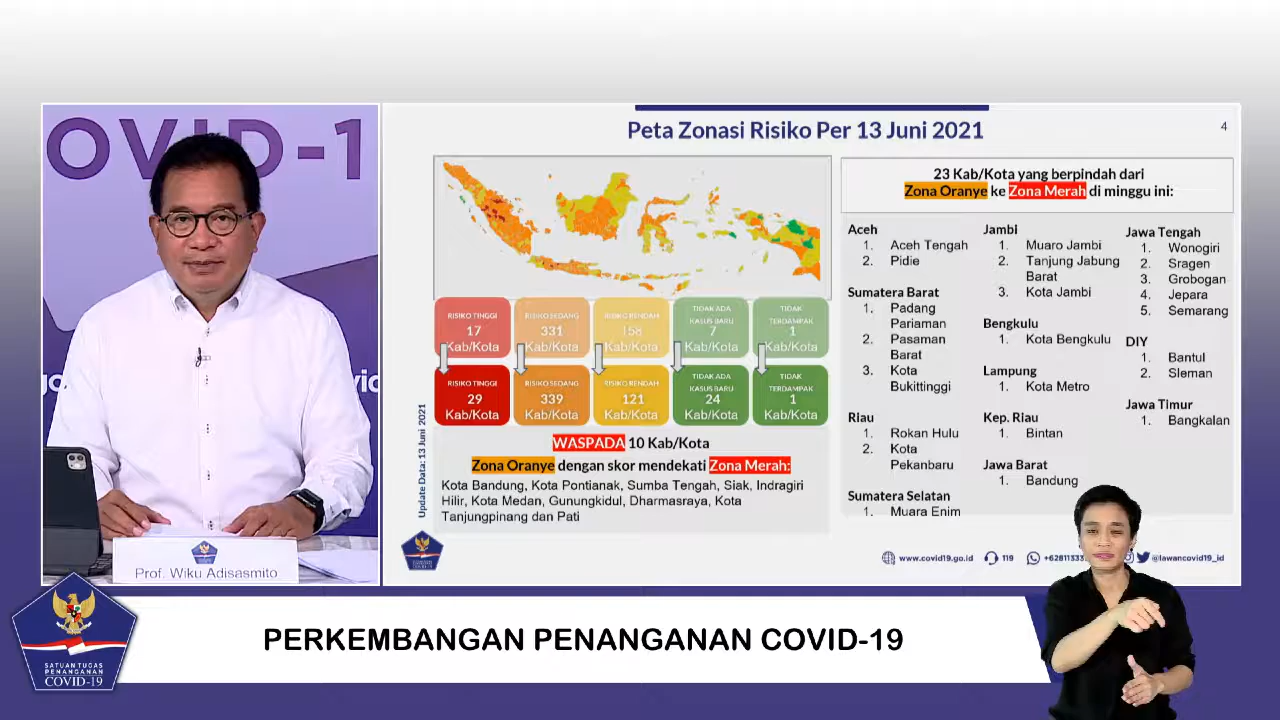 OVID-1
Prof. Wiku Adisasmito
Peta Zonasi Risiko Per 13 Juni 2021
4
RISIKO TINGGI
17
Kab/Kota
RISIKO SEDANG
331
Kab/Kota
RISIKO RENDAH
158
Kab/Kota
TIDAK ADA
KASUS BARU
7
Kab/Kota
TIDAK
TERDAMPAK
1
Kab/Kota
RISIKO TINGGI
29
Kab/Kota
RISIKO SEDANG
339
Kab/Kota
RISIKO RENDAH
121
Kab/Kota
TIDAK ADA
KASUS BARU
24
Kab/Kota
TIDAK
TERDAMPAK
1
Kab/Kota
Update Data: 13 Juni 2021
WASPADA 10 Kab/Kota
Zona Oranye dengan skor mendekati Zona Merah:
Kota Bandung, Kota Pontianak, Sumba Tengah, Siak, Indragiri
Hilir, Kota Medan, Gunungkidul, Dharmasraya, Kota
Tanjungpinang dan Pati
23 Kab/Kota yang berpindah dari
Zona Oranye ke Zona Merah di minggu ini:
Aceh
1. Aceh Tengah
2. Pidie
Sumatera Barat
1. Padang
Pariaman
2. Pasaman
Barat
3. Kota
Bukittinggi
Riau
1. Rokan Hulu
2. Kota
Pekanbaru
Sumatera Selatan
1. Muara Enim
Jambi
1. Muaro Jambi
2. Tanjung Jabung
Barat
3. Kota Jambi
Bengkulu
1. Kota Bengkulu
Lampung
1. Kota Metro
Kep. Riau
1. Bintan
Jawa Barat
1. Bandung
Jawa Tengah
1. Wonogiri
2. Sragen
3. Grobogan
4. Jepara
5. Semarang
DIY
1. Bantul
2. Sleman
Jawa Timur
1. Bangkalan
www.covid19.go.id
119
@lawancovid19_id
SATUAN TUGAS
PENANGANAN
COVID-19
PERKEMBANGAN PENANGANAN COVID-19